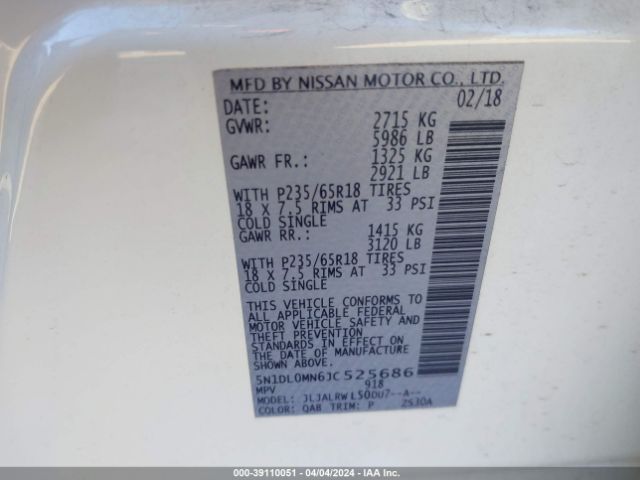 MFD BY NISSAN MOTOR CO., LTD.
DATE: 02/18
GVWR: 2715 KG
5986 LB
GAWR FR.: 1325 KG
2921 LB
WITH P235/65R18 TIRES
18 X 7.5 RIMS AT 33 PSI
COLD SINGLE
GAWR RR.: 1415 KG
3120 LB
WITH P235/65R18 TIRES
18 X 7.5 RIMS AT 33 PSI
COLD SINGLE
THIS VEHICLE CONFORMS TO
ALL APPLICABLE FEDERAL
MOTOR VEHICLE SAFETY AND
THEFT PREVENTION
STANDARDS IN EFFECT ON
THE DATE OF MANUFACTURE
SHOWN ABOVE.
5N1DL0MN6JC525686
MPV 918
MODEL: JLJALRWL50OU7--A--
COLOR: QAB TRIM: P 2S30A
000-39110051 - 04/04/2024 - IAA Inc.